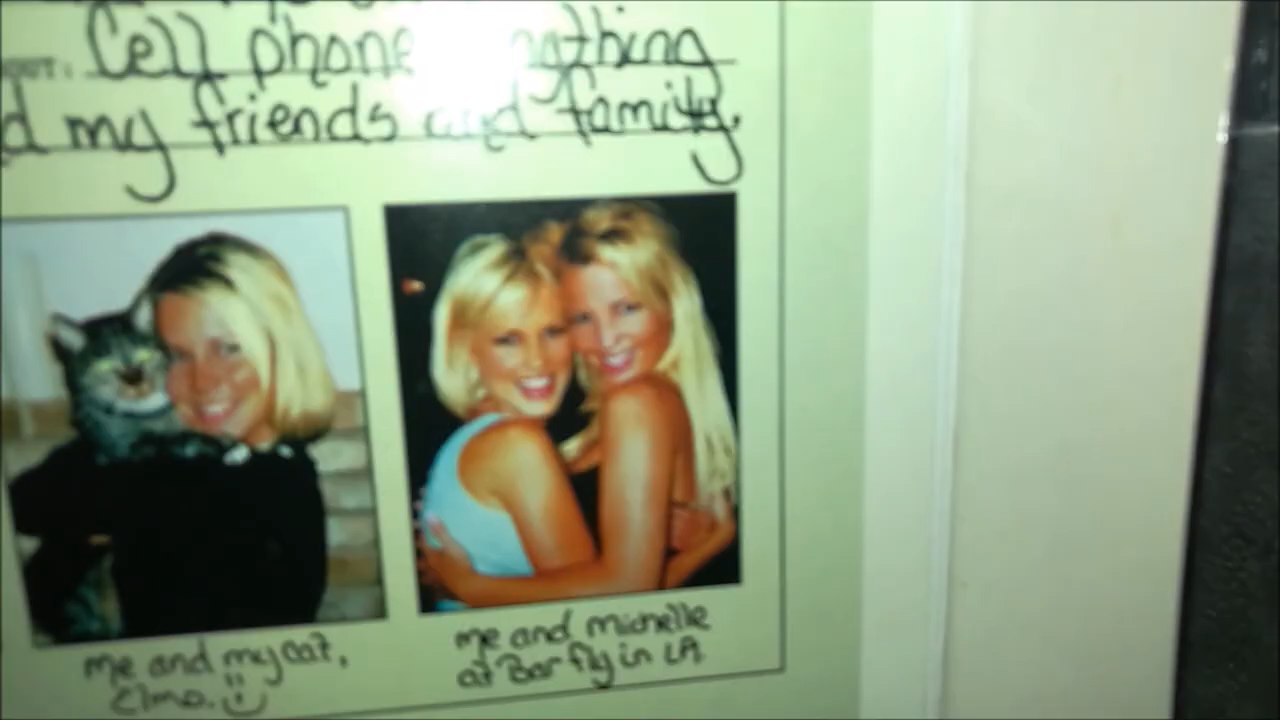 OUT: Cell phone
d my friends and family.
me and my cat,
Elmo. :)
me and michelle
at Bar fly in LA